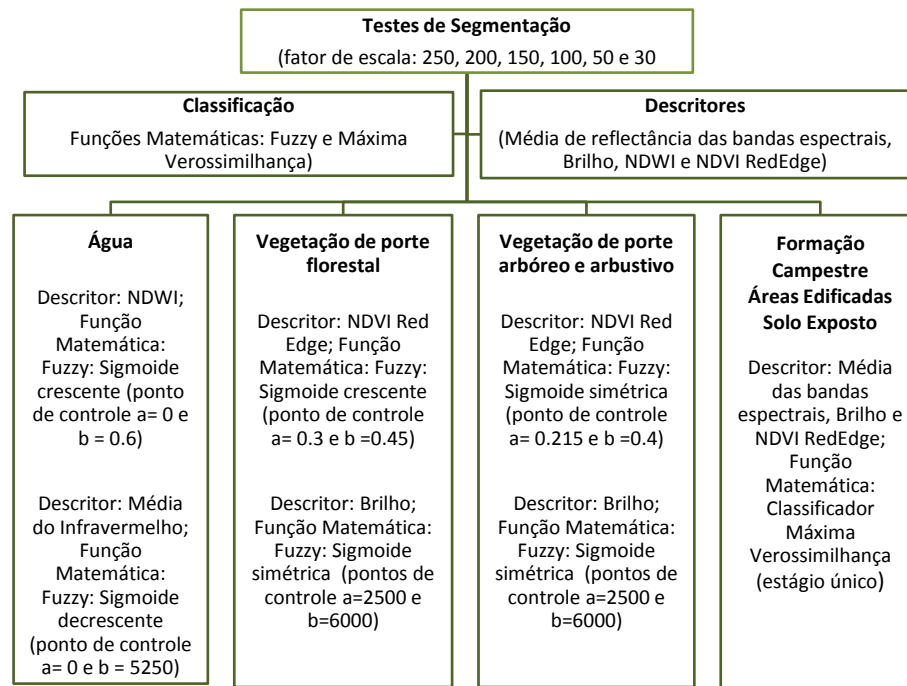 Testes de Segmentação
(fator de escala: 250, 200, 150, 100, 50 e 30
Classificação
Funções Matemáticas: Fuzzy e Máxima
Verossimilhança)
Descritores
(Média de reflectância das bandas espectrais,
Brilho, NDWI e NDVI RedEdge)
Água
Descritor: NDWI;
Função
Matemática:
Fuzzy: Sigmoide
crescente (ponto
de controle a= 0 e
b = 0.6)
Descritor: Média
do Infravermelho;
Função
Matemática:
Fuzzy: Sigmoide
decrescente
(ponto de controle
a= 0 e b = 5250)
Vegetação de porte
florestal
Descritor: NDVI Red
Edge; Função
Matemática: Fuzzy:
Sigmoide crescente
(ponto de controle
a= 0.3 e b =0.45)
Descritor: Brilho;
Função Matemática:
Fuzzy: Sigmoide
simétrica (pontos de
controle a=2500 e
b=6000)
Vegetação de porte
arbóreo e arbustivo
Descritor: NDVI Red
Edge; Função
Matemática: Fuzzy:
Sigmoide simétrica
(ponto de controle
a= 0.215 e b =0.4)
Descritor: Brilho;
Função Matemática:
Fuzzy: Sigmoide
simétrica (pontos de
controle a=2500 e
b=6000)
Formação
Campestre
Áreas Edificadas
Solo Exposto
Descritor: Média
das bandas
espectrais, Brilho e
NDVI RedEdge;
Função
Matemática:
Classificador
Máxima
Verossimilhança
(estágio único)